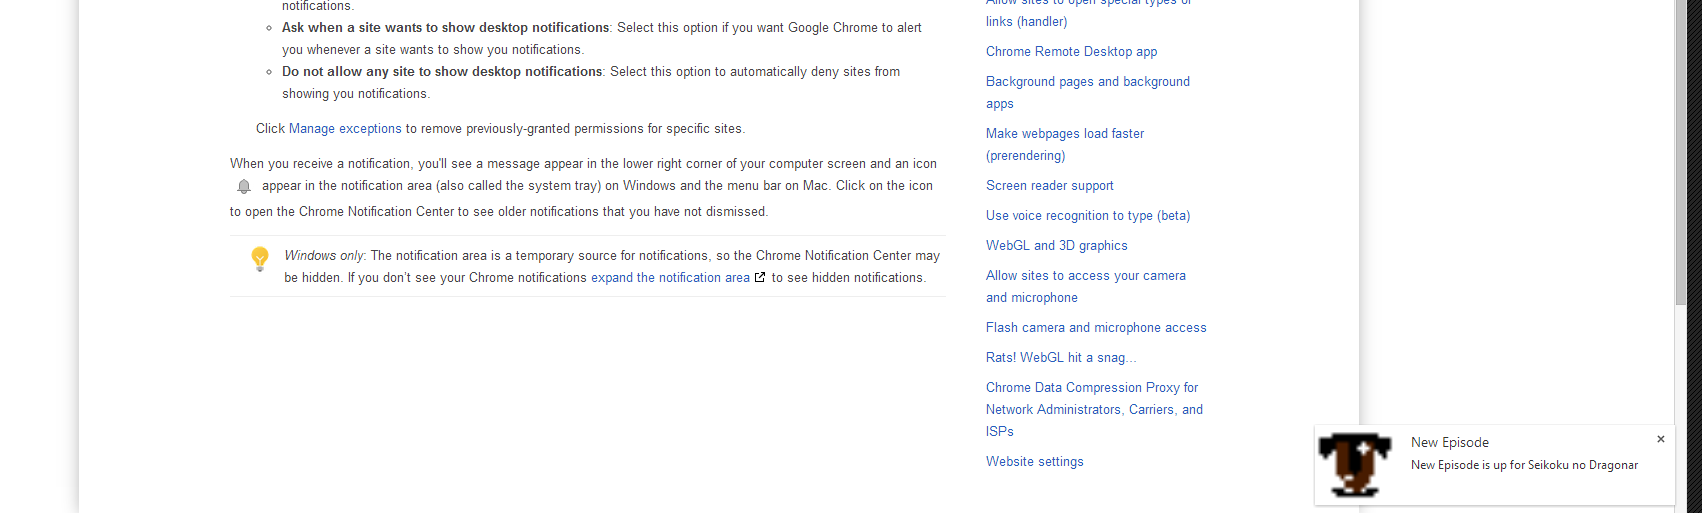 notifications.
Ask when a site wants to show desktop notifications: Select this option if you want Google Chrome to alert
you whenever a site wants to show you notifications.
Do not allow any site to show desktop notifications: Select this option to automatically deny sites from
showing you notifications.
Click Manage exceptions to remove previously-granted permissions for specific sites.
When you receive a notification, you'll see a message appear in the lower right corner of your computer screen and an icon
appear in the notification area (also called the system tray) on Windows and the menu bar on Mac. Click on the icon
to open the Chrome Notification Center to see older notifications that you have not dismissed.
Windows only: The notification area is a temporary source for notifications, so the Chrome Notification Center may
be hidden. If you don't see your Chrome notifications expand the notification area to see hidden notifications.
Allow sites to open special types of
links (handler)
Chrome Remote Desktop app
Background pages and background
apps
Make webpages load faster
(prerendering)
Screen reader support
Use voice recognition to type (beta)
WebGL and 3D graphics
Allow sites to access your camera
and microphone
Flash camera and microphone access
Rats! WebGL hit a snag...
Chrome Data Compression Proxy for
Network Administrators, Carriers, and
ISPs
Website settings
New Episode
New Episode is up for Seikoku no Dragonar